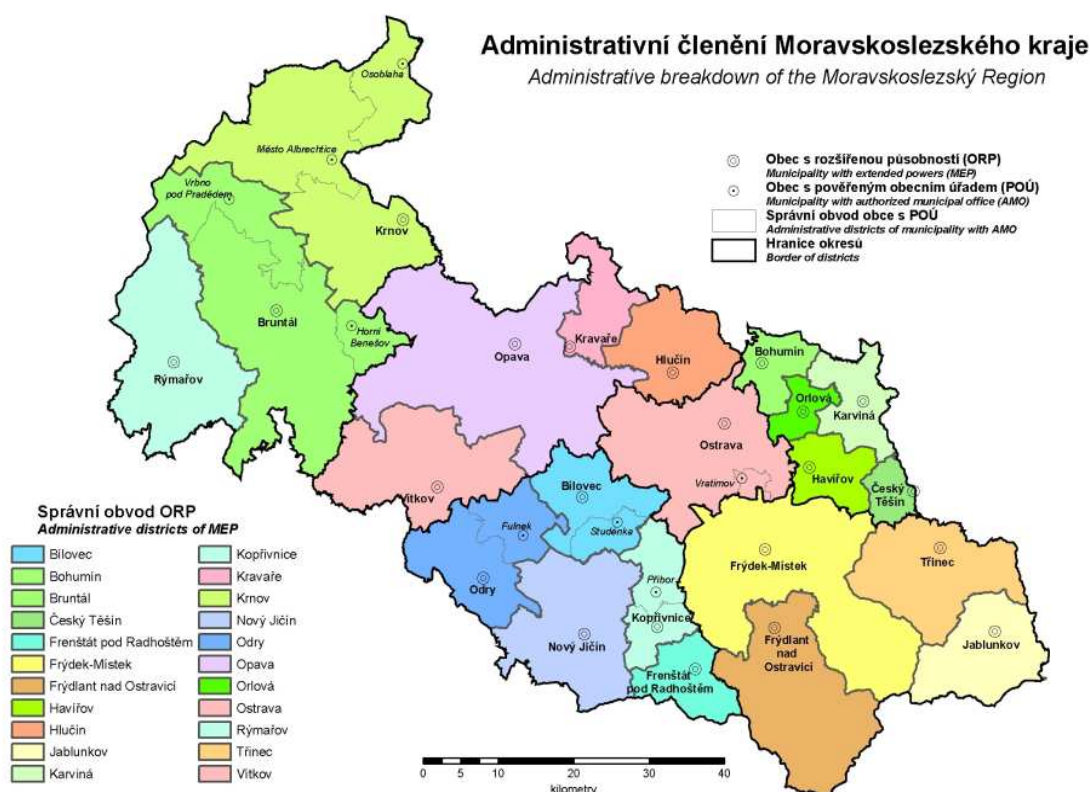 Administrativní členění Moravskoslezského kraje
Administrative breakdown of the Moravskoslezský Region
Obec s rozšířenou působností (ORP)
Municipality with extended powers (MEP)
Obec s pověřeným obecním úřadem (POÚ)
Municipality with authorized municipal office (AMO)
Správní obvod obce s POÚ
Administrative districts of municipality with AMO
Hranice okresů
Border of districts
Osoblaha
Město Albrechtice
Vrbno
pod Pradědem
Krnov
Bruntál
Horní
Benešov
Rýmařov
Opava
Kravaře
Hlučín
Bohumín
Orlová
Karviná
Ostrava
Vratimov
Havířov
Český
Těšín
Vítkov
Bílovec
Studénka
Fulnek
Odry
Nový Jičín
Příbor
Kopřivnice
Frenštát
pod Radhoštěm
Frýdek-Místek
Frýdlant
nad
Ostravicí
Třinec
Jablunkov
Správní obvod ORP
Administrative districts of MEP
Bílovec
Bohumín
Bruntál
Český Těšín
Frenštát pod Radhoštěm
Frýdek-Místek
Frýdlant nad Ostravicí
Havířov
Hlučín
Jablunkov
Karviná
Kopřivnice
Kravaře
Krnov
Nový Jičín
Odry
Opava
Orlová
Ostrava
Rýmařov
Třinec
Vítkov
0 5 10 20 30 40
kilometry